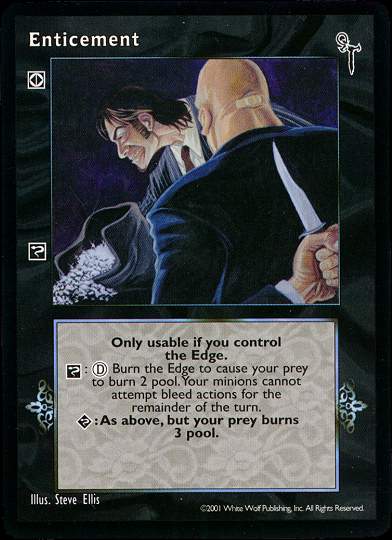 Enticement
Only usable if you control
the Edge.
: D Burn the Edge to cause your prey
to burn 2 pool. Your minions cannot
attempt bleed actions for the
remainder of the turn.
: As above, but your prey burns
3 pool.
Illus. Steve Ellis
©2001 White Wolf Publishing, Inc. All Rights Reserved.